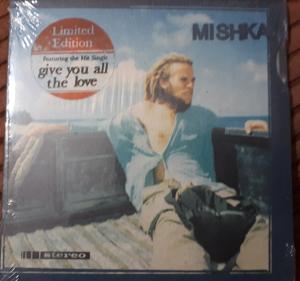 Limited
Edition
Featuring the Hit Single
give you all
the love
MISHKA
stereo